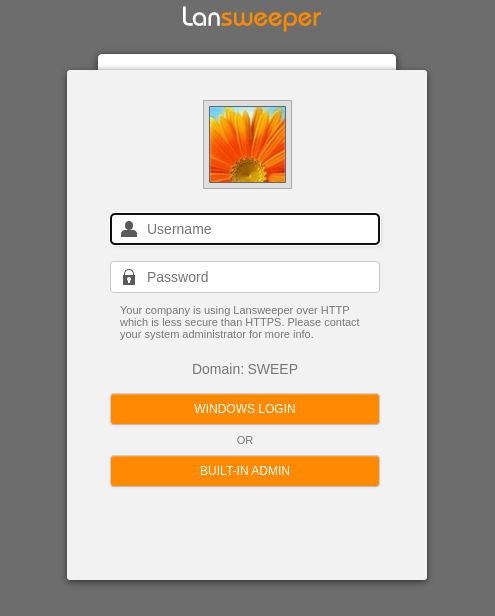 Lansweeper
Username
Password
Your company is using Lansweeper over HTTP
which is less secure than HTTPS. Please contact
your system administrator for more info.
Domain: SWEEP
WINDOWS LOGIN
OR
BUILT-IN ADMIN